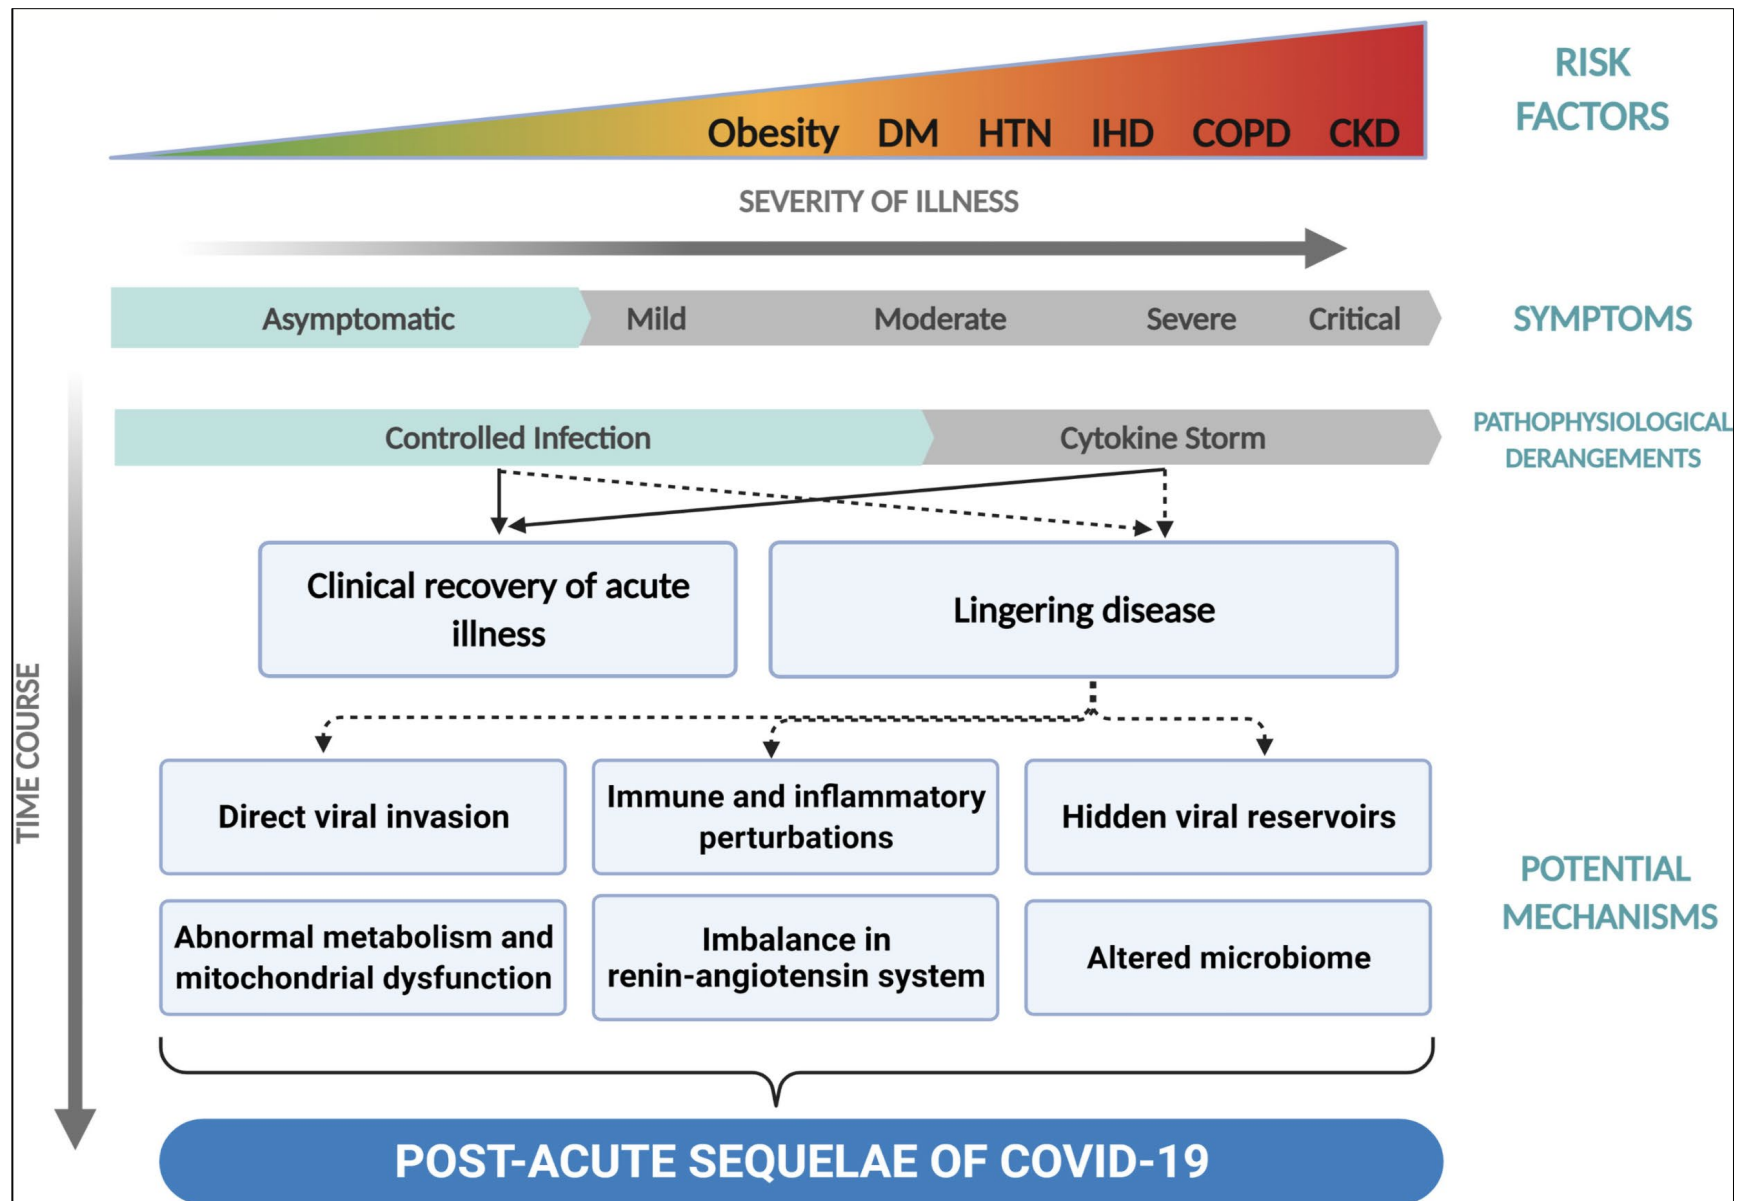 RISK
FACTORS
Obesity DM HTN IHD COPD CKD
SEVERITY OF ILLNESS
Asymptomatic Mild Moderate Severe Critical
SYMPTOMS
Controlled Infection Cytokine Storm
PATHOPHYSIOLOGICAL
DERANGEMENTS
Clinical recovery of acute
illness
Lingering disease
TIME COURSE
Direct viral invasion
Immune and inflammatory
perturbations
Hidden viral reservoirs
Abnormal metabolism and
mitochondrial dysfunction
Imbalance in
renin-angiotensin system
Altered microbiome
POTENTIAL
MECHANISMS
POST-ACUTE SEQUELAE OF COVID-19